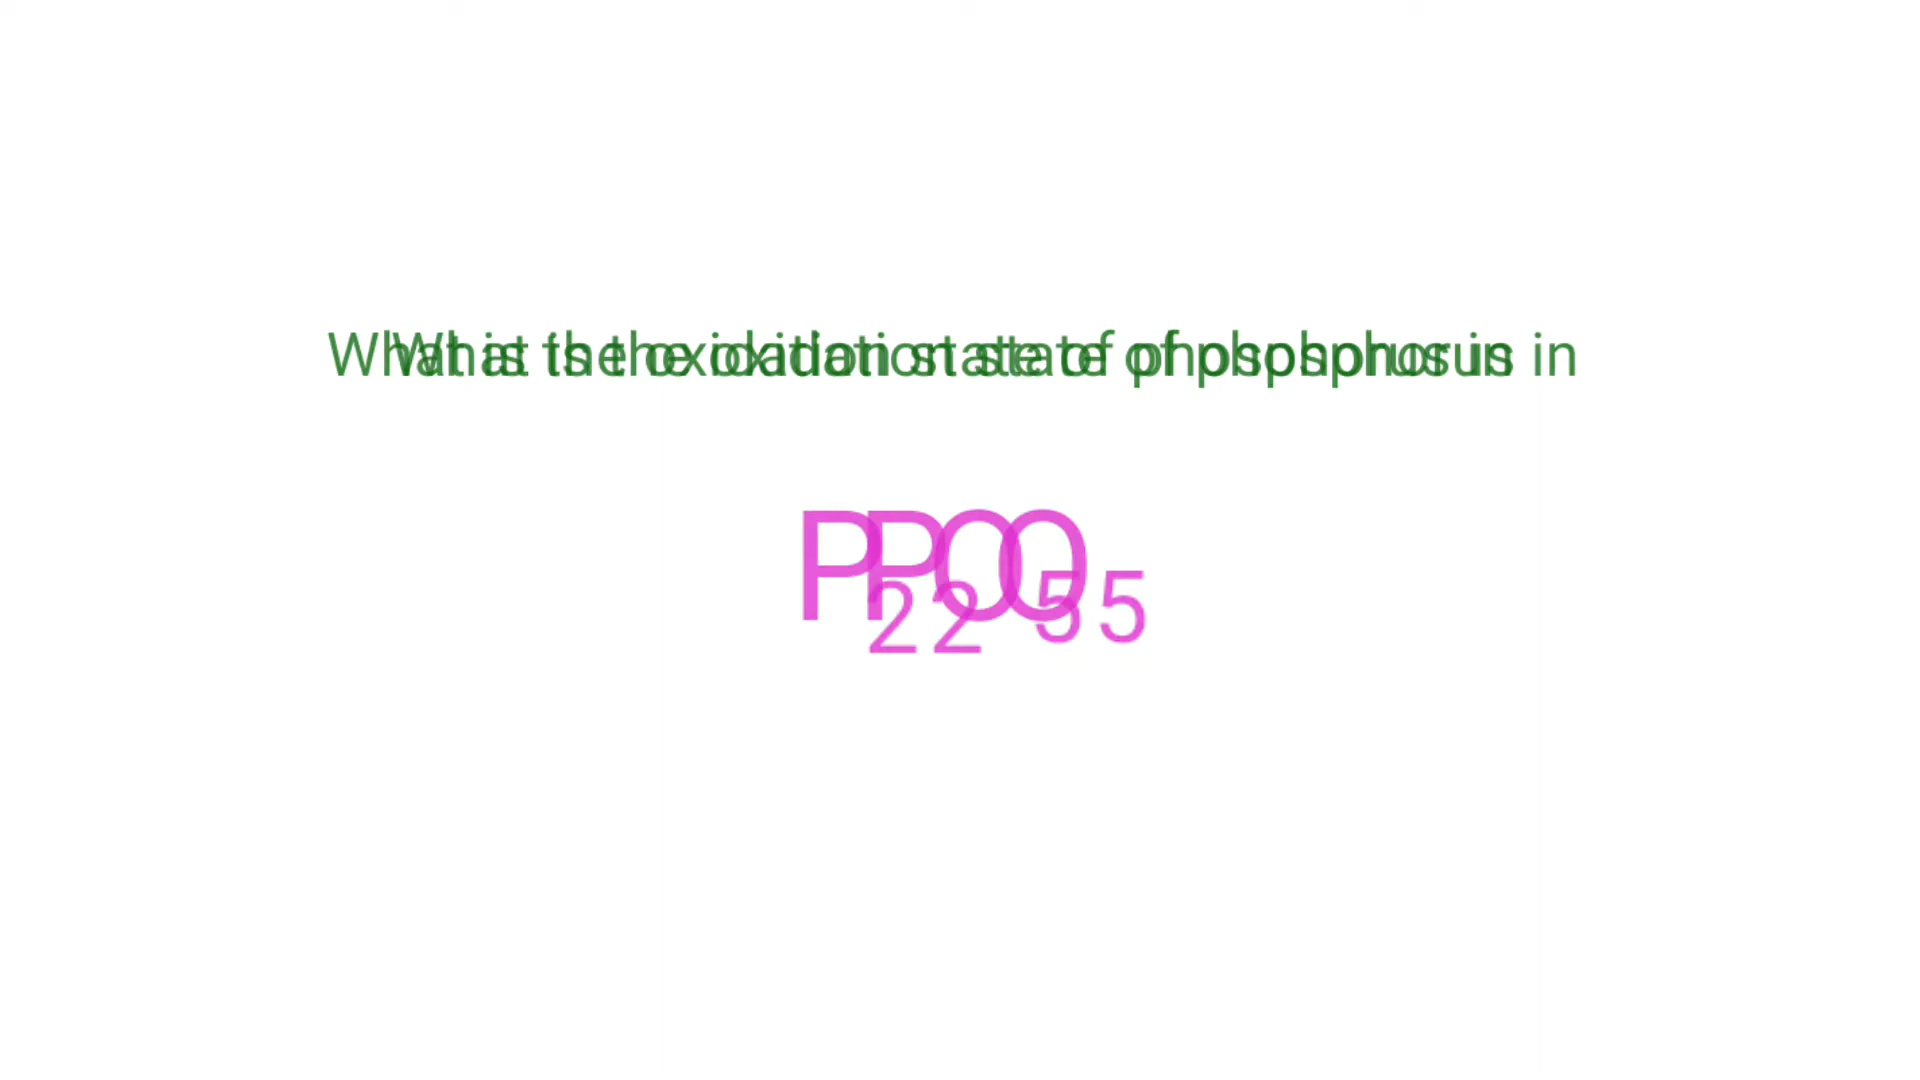 What is the oxidation state of phosphorus in
P2O5